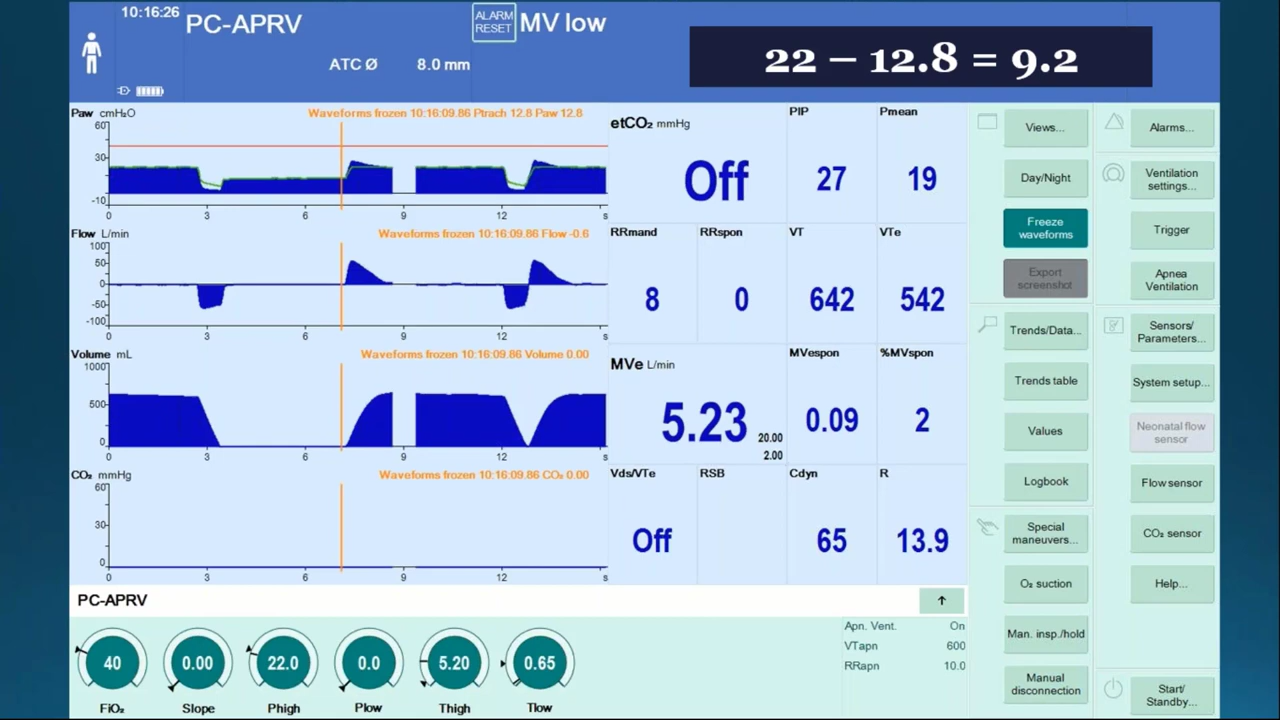 10:16:26
PC-APRV
ALARM
RESET
MV low
22 – 12.8 = 9.2
ATC Ø 8.0 mm
Paw cmH₂O
Waveforms frozen 10:16:09.86 Ptrach 12.8 Paw 12.8
60
30
-10
0 3 6 9 12 s
Flow L/min
Waveforms frozen 10:16:09.86 Flow -0.6
100
50
0
-50
-100
0 3 6 9 12 s
Volume mL
Waveforms frozen 10:16:09.86 Volume 0.00
1000
500
0
0 3 6 9 12 s
CO₂ mmHg
Waveforms frozen 10:16:09.86 CO₂ 0.00
60
30
0
0 3 6 9 12 s
etCO₂ mmHg
Off
PIP
27
Pmean
19
RRmand
8
RRspon
0
VT
642
VTe
542
MVe L/min
5.23
20.00
2.00
MVespon
0.09
%MVspon
2
Vds/VTe
Off
RSB
Cdyn
65
R
13.9
Views...
Day/Night
Freeze
waveforms
Export
screenshot
Trends/Data...
Trends table
Values
Logbook
Special
maneuvers...
O₂ suction
Man. insp./hold
Manual
disconnection
Alarms...
Ventilation
settings...
Trigger
Apnea
Ventilation
Sensors/
Parameters...
System setup...
Neonatal flow
sensor
Flow sensor
CO₂ sensor
Help...
Start/
Standby...
PC-APRV
↑
40
FiO₂
0.00
Slope
22.0
Phigh
0.0
Plow
5.20
Thigh
0.65
Tlow
Apn. Vent. On
VTapn 600
RRapn 10.0